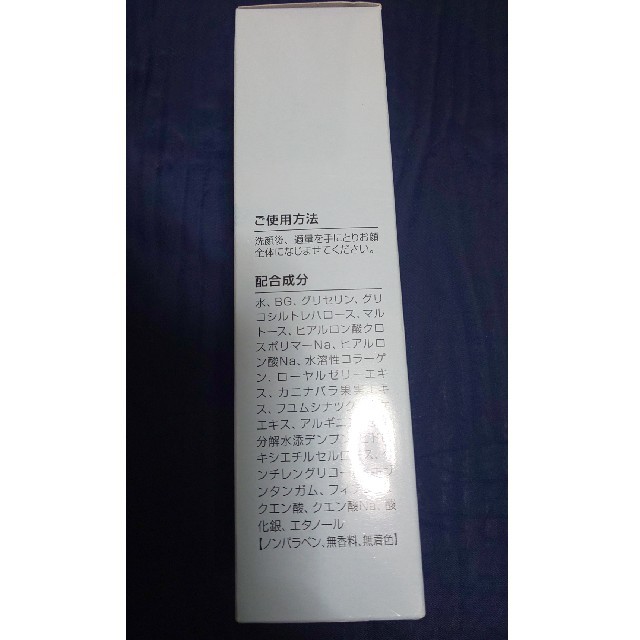 ご使用方法
洗顔後、適量を手にとりお顔
全体になじませてください。
配合成分
水、BG、グリセリン、グリ
コシルトレハロース、マル
トース、ヒアルロン酸クロ
スポリマーNa、ヒアルロ
ン酸Na、水溶性コラーゲ
ン、ローヤルゼリーエキ
ス、カニナバラ果実エキ
ス、フユムシナツク
エキス、アルギニ
分解水添デンプン、ヒド
キシエチルセルロース、
ンチレングリコー
ンタンガム、フィ
クエン酸、クエン酸Na、酸
化銀、エタノール
【ノンパラベン、無香料、無着色】